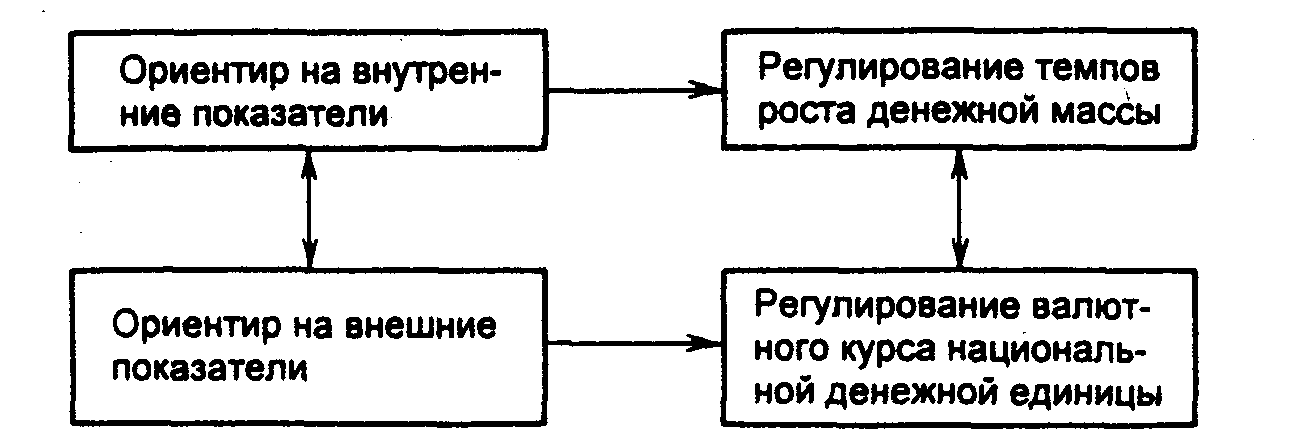 Ориентир на внутрен-
ние показатели
Регулирование темпов
роста денежной массы
Ориентир на внешние
показатели
Регулирование валют-
ного курса националь-
ной денежной единицы